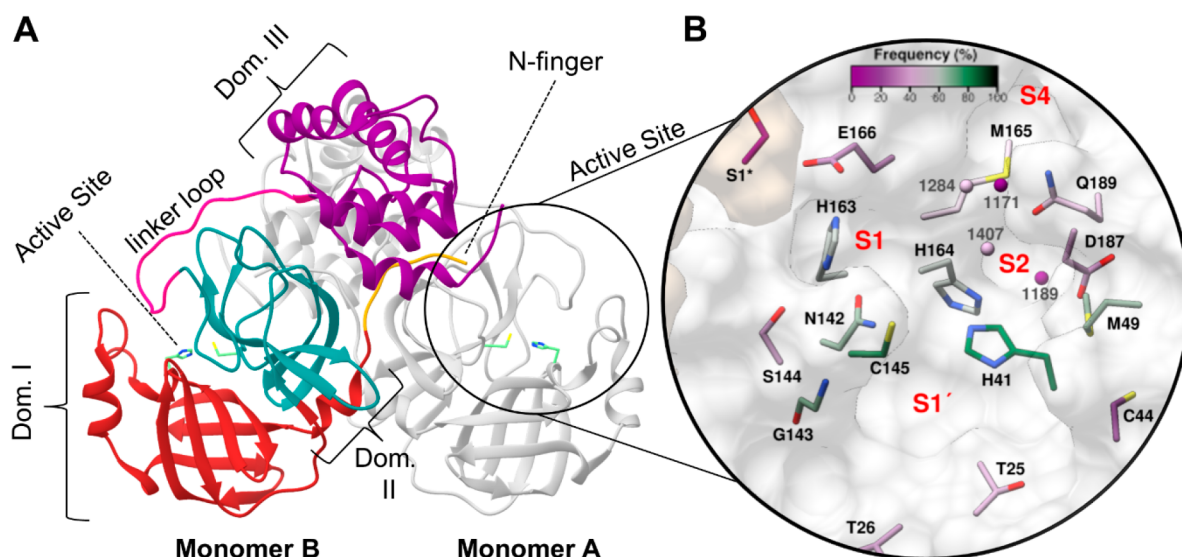 A
Dom. III
N-finger
Active Site
linker loop
Active Site
Dom. I
Dom.
II
Monomer B
Monomer A
B
Frequency (%)
0 20 40 60 80 100
S4
E166
M165
S1*
1284
1171
Q189
H163
S1
1407
H164
S2
D187
1189
N142
M49
S144
C145
H41
S1´
C44
G143
T25
T26